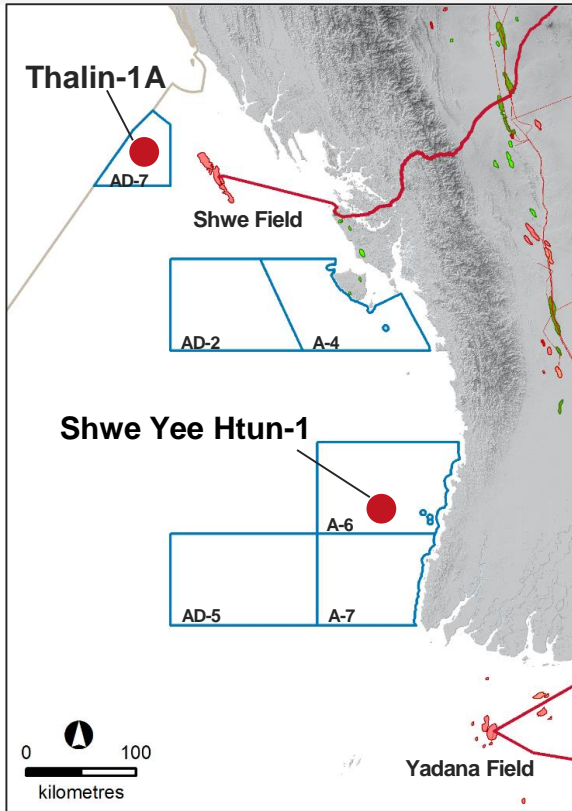 Thalin-1A
AD-7
Shwe Field
AD-2
A-4
Shwe Yee Htun-1
A-6
AD-5
A-7
0 100
kilometres
Yadana Field